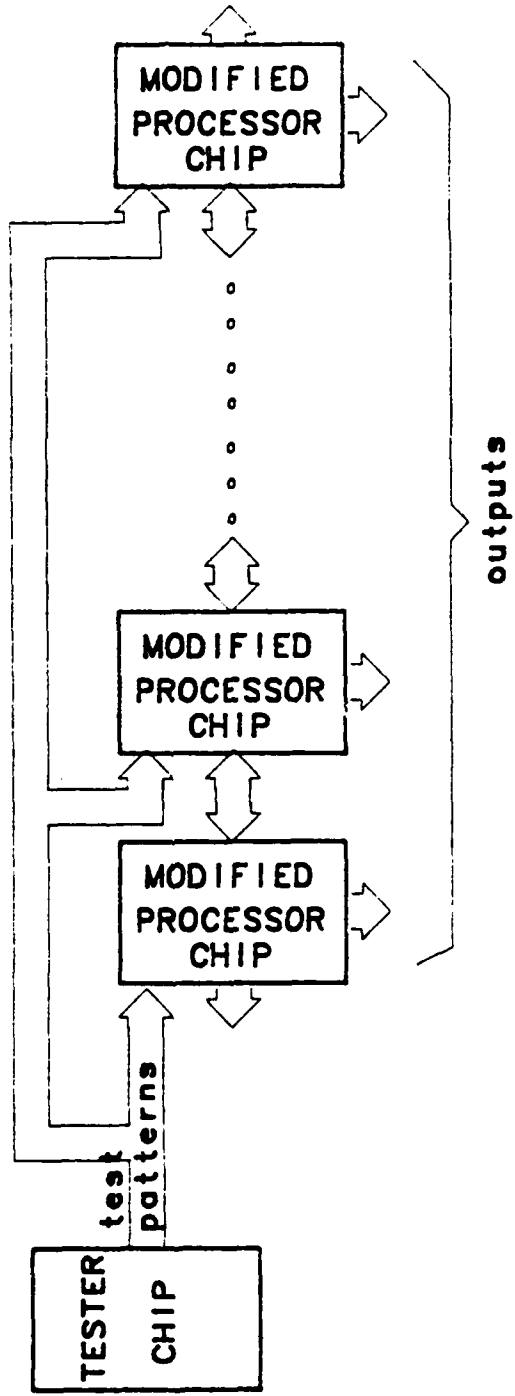 MODIFIED
PROCESSOR
CHIP
MODIFIED
PROCESSOR
CHIP
MODIFIED
PROCESSOR
CHIP
outputs
test
patterns
TESTER
CHIP